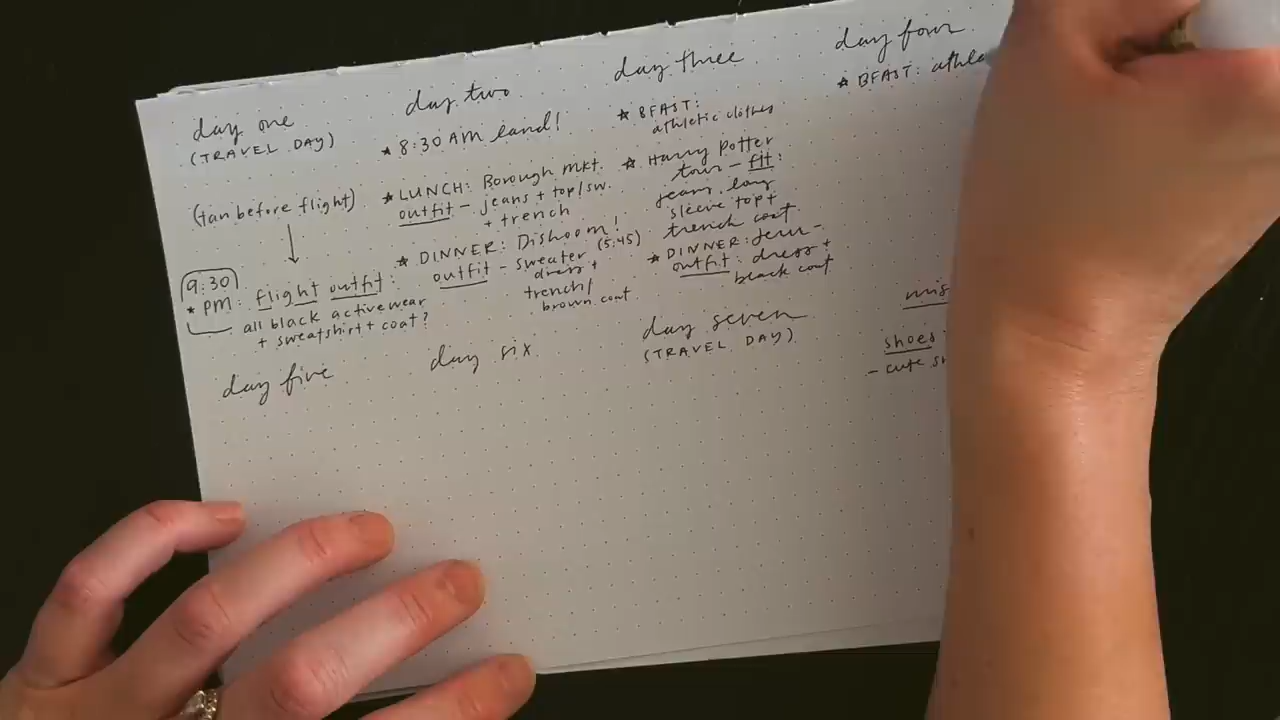 day one
(TRAVEL DAY)
(tan before flight)
9:30
* PM: flight outfit:
all black activewear
+ sweatshirt + coat?
day two
* 8:30 AM land!
* LUNCH: Borough mkt.
outfit - jeans + top/sw.
+ trench
* DINNER: Dishoom!
(5:45)
outfit - sweater
dress +
trench/
brown coat
day three
* BFAST:
athletic clothes
* Harry Potter
tour - fit:
jeans, long
sleeve top +
trench coat
* DINNER: Jeru-
outfit: dress +
black coat
day four
* BFAST: athle
day five
day six
day seven
(TRAVEL DAY)
mis
shoes
- cute s